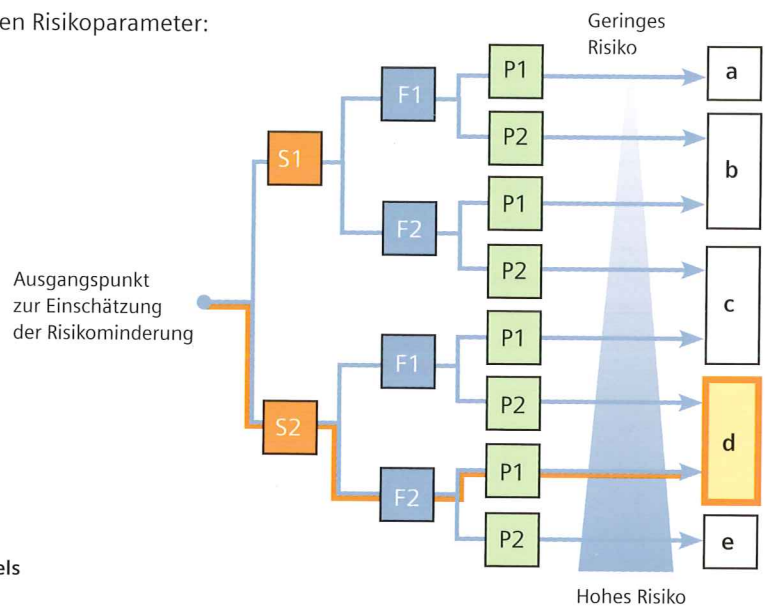 en Risikoparameter:
Geringes
Risiko
P1
a
F1
P2
S1
b
P1
F2
P2
Ausgangspunkt
zur Einschätzung
der Risikominderung
c
P1
F1
P2
S2
d
P1
F2
P2
e
els
Hohes Risiko